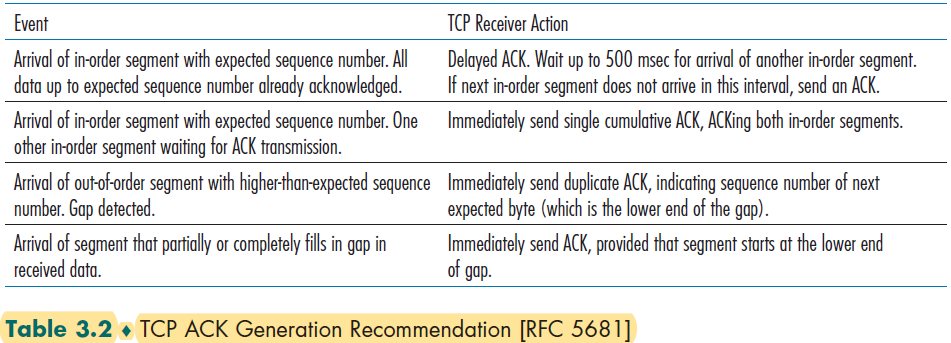 Event TCP Receiver Action
Arrival of in-order segment with expected sequence number. All
data up to expected sequence number already acknowledged.
Delayed ACK. Wait up to 500 msec for arrival of another in-order segment.
If next in-order segment does not arrive in this interval, send an ACK.
Arrival of in-order segment with expected sequence number. One
other in-order segment waiting for ACK transmission.
Immediately send single cumulative ACK, ACKing both in-order segments.
Arrival of out-of-order segment with higher-than-expected sequence
number. Gap detected.
Immediately send duplicate ACK, indicating sequence number of next
expected byte (which is the lower end of the gap).
Arrival of segment that partially or completely fills in gap in
received data.
Immediately send ACK, provided that segment starts at the lower end
of gap.
Table 3.2 ♦ TCP ACK Generation Recommendation [RFC 5681]